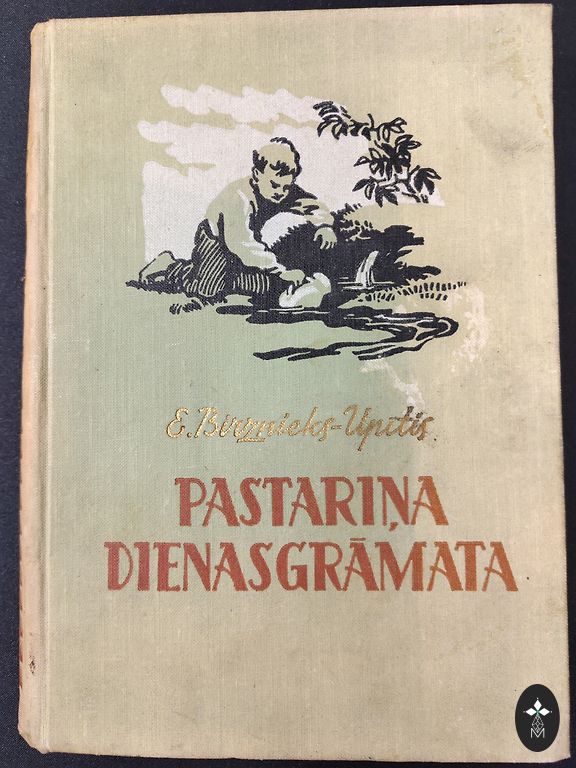 E. Birznieks-Upītis
PASTARIŅA
DIENASGRĀMATA